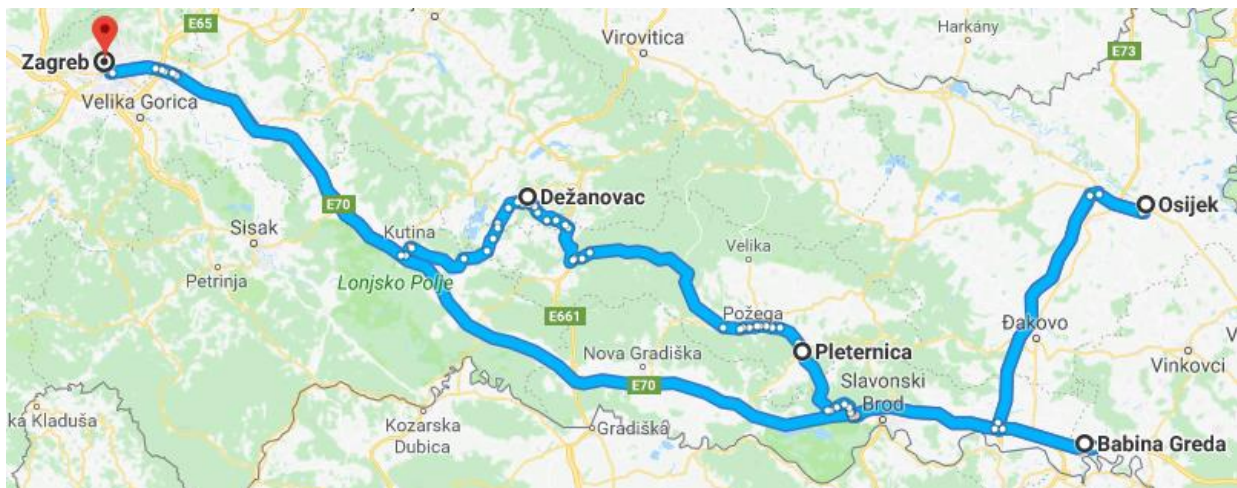 Zagreb
E65
Velika Gorica
Virovitica
Harkány
E73
Dežanovac
Osijek
E70
Kutina
Sisak
Petrinja
Lonjsko Polje
Velika
E661
Požega
Đakovo
Nova Gradiška
Pleternica
Vinkovci
E70
Slavonski
Brod
ka Kladuša
Kozarska
Dubica
Gradiška
Babina Greda